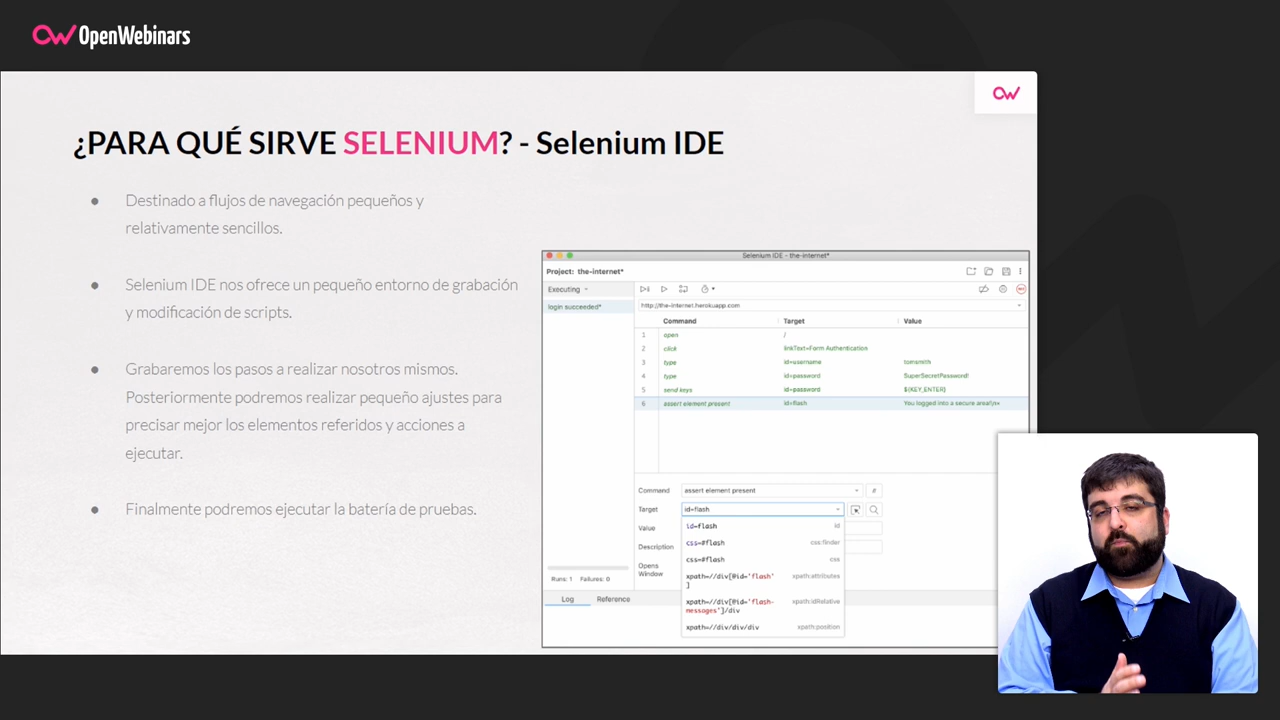 OpenWebinars
¿PARA QUÉ SIRVE SELENIUM? - Selenium IDE
● Destinado a flujos de navegación pequeños y
relativamente sencillos.
● Selenium IDE nos ofrece un pequeño entorno de grabación
y modificación de scripts.
● Grabaremos los pasos a realizar nosotros mismos.
Posteriormente podremos realizar pequeño ajustes para
precisar mejor los elementos referidos y acciones a
ejecutar.
● Finalmente podremos ejecutar la batería de pruebas.
Selenium IDE - the-internet*
Project: the-internet*
Executing
login succeeded*
http://the-internet.herokuapp.com
Command Target Value
1 open /
2 click linkText=Form Authentication
3 type id=username tomsmith
4 type id=password SuperSecretPassword!
5 send keys id=password ${KEY_ENTER}
6 assert element present id=flash You logged into a secure area!\n×
Command assert element present
Target id=flash
Value
Description
Opens
Window
id=flash id
css=#flash css:finder
css=#flash css
xpath=//div[@id='flash' xpath:attributes
]
xpath=//div[@id='flash- xpath:idRelative
messages']/div
xpath=//div/div/div xpath:position
Runs: 1 Failures: 0
Log Reference